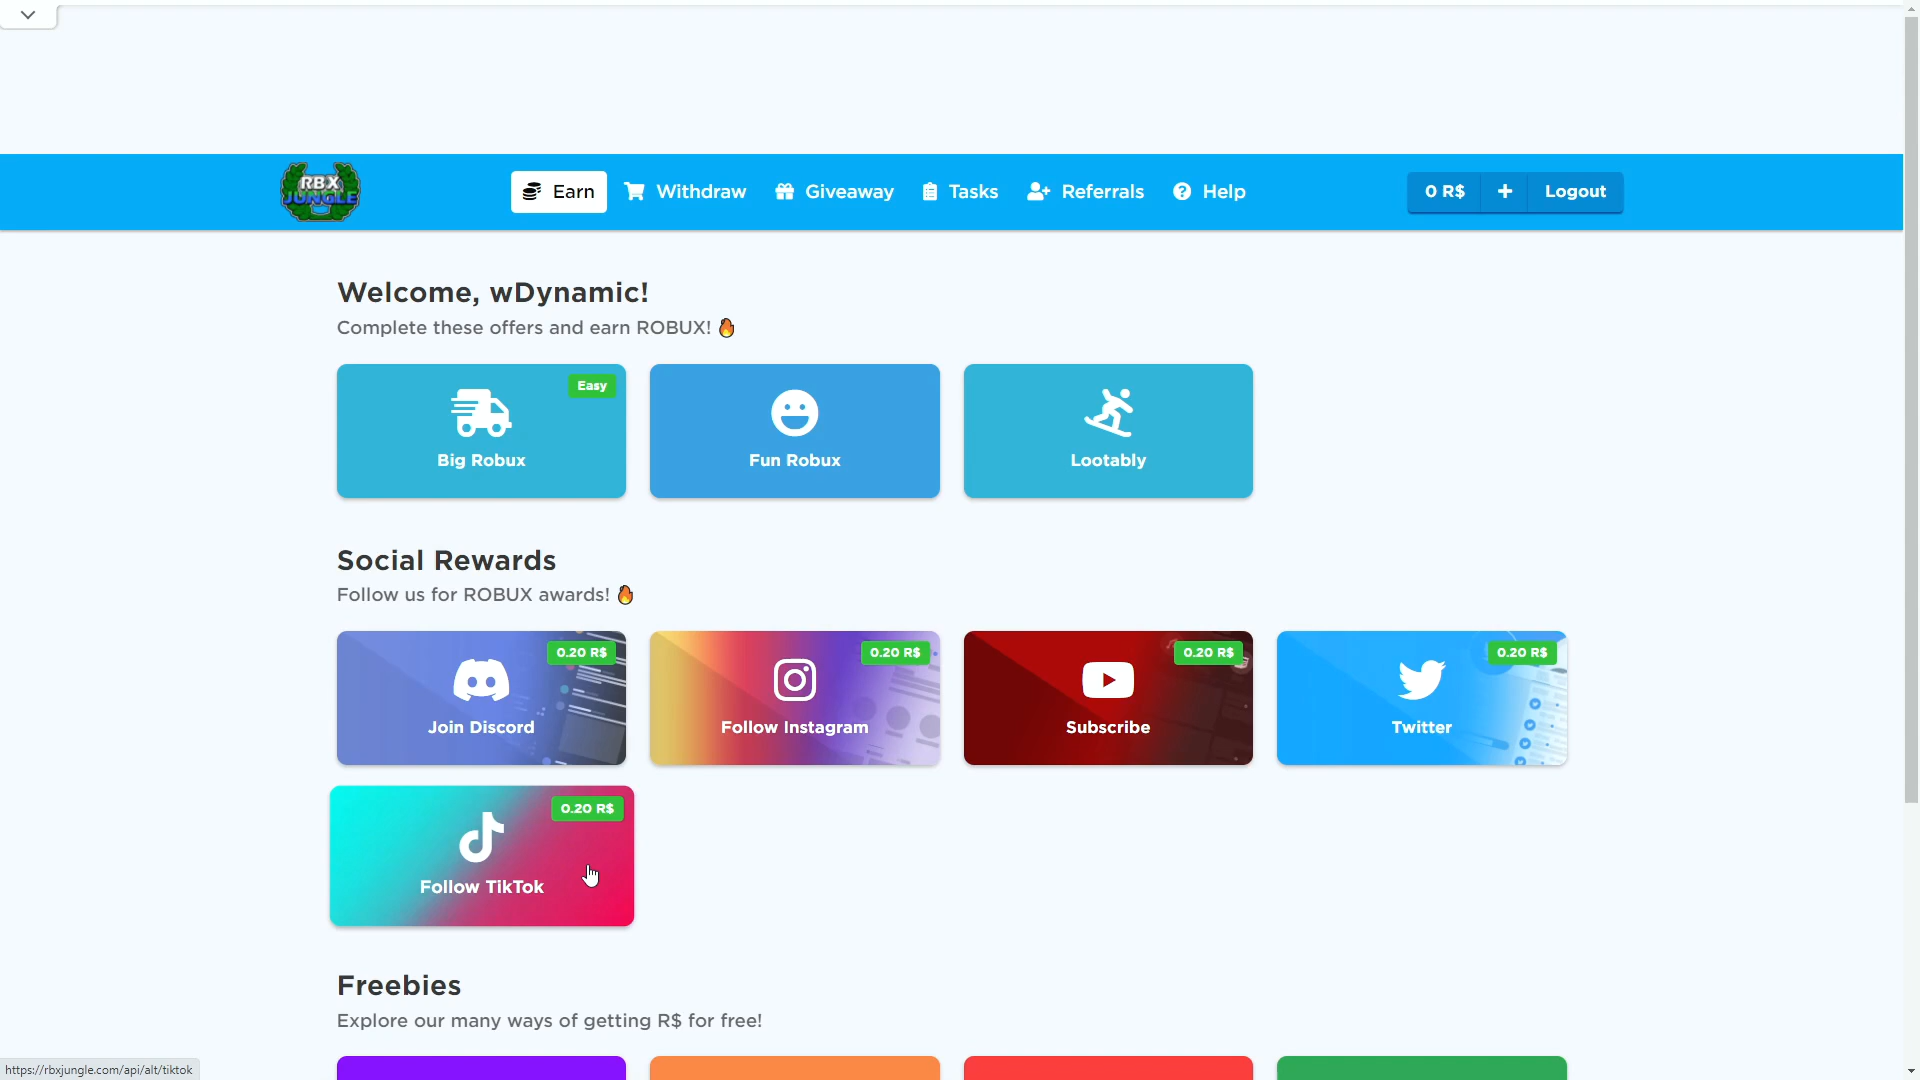 RBX
JUNGLE
Earn
Withdraw
Giveaway
Tasks
Referrals
Help
0 R$
+
Logout
Welcome, wDynamic!
Complete these offers and earn ROBUX! 🔥
Easy
Big Robux
Fun Robux
Lootably
Social Rewards
Follow us for ROBUX awards! 🔥
0.20 R$
Join Discord
0.20 R$
Follow Instagram
0.20 R$
Subscribe
0.20 R$
Twitter
0.20 R$
Follow TikTok
Freebies
Explore our many ways of getting R$ for free!
https://rbxjungle.com/api/alt/tiktok